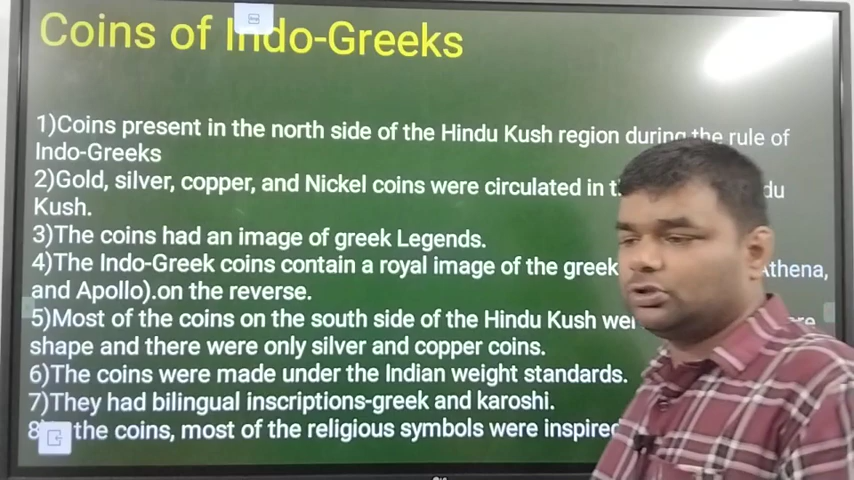 Coins of Indo-Greeks
1)Coins present in the north side of the Hindu Kush region during the rule of
Indo-Greeks
2)Gold, silver, copper, and Nickel coins were circulated in
Kush.
3)The coins had an image of greek Legends.
4)The Indo-Greek coins contain a royal image of the greek Athena,
and Apollo).on the reverse.
5)Most of the coins on the south side of the Hindu Kush
shape and there were only silver and copper coins.
6)The coins were made under the Indian weight standards.
7)They had bilingual inscriptions-greek and karoshi.
the coins, most of the religious symbols were inspired